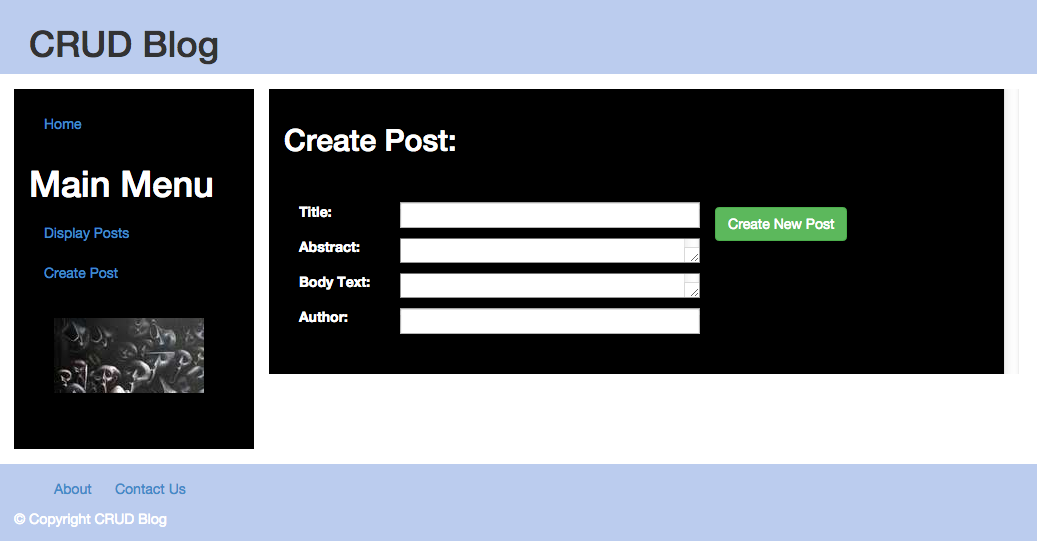 CRUD Blog
Home
Main Menu
Display Posts
Create Post
Create Post:
Title:
Create New Post
Abstract:
Body Text:
Author:
About Contact Us
© Copyright CRUD Blog